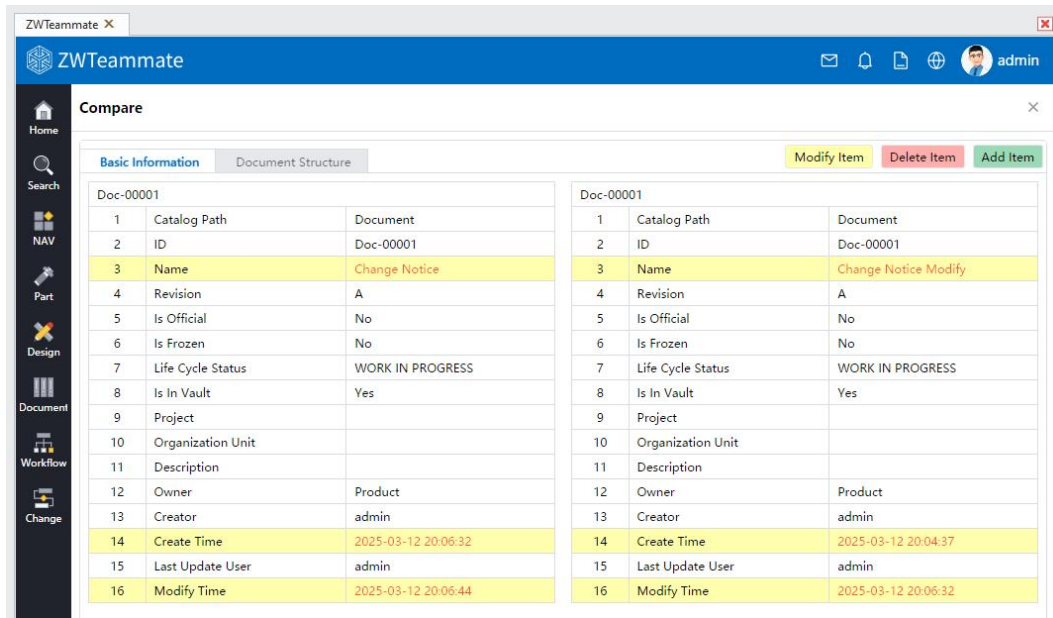 ZWTeammate
ZWTeammate
admin
Home
Search
NAV
Part
Design
Document
Workflow
Change
Compare
Basic Information Document Structure Modify Item Delete Item Add Item
Doc-00001
1 Catalog Path Document
2 ID Doc-00001
3 Name Change Notice
4 Revision A
5 Is Official No
6 Is Frozen No
7 Life Cycle Status WORK IN PROGRESS
8 Is In Vault Yes
9 Project
10 Organization Unit
11 Description
12 Owner Product
13 Creator admin
14 Create Time 2025-03-12 20:06:32
15 Last Update User admin
16 Modify Time 2025-03-12 20:06:44
Doc-00001
1 Catalog Path Document
2 ID Doc-00001
3 Name Change Notice Modify
4 Revision A
5 Is Official No
6 Is Frozen No
7 Life Cycle Status WORK IN PROGRESS
8 Is In Vault Yes
9 Project
10 Organization Unit
11 Description
12 Owner Product
13 Creator admin
14 Create Time 2025-03-12 20:04:37
15 Last Update User admin
16 Modify Time 2025-03-12 20:06:32